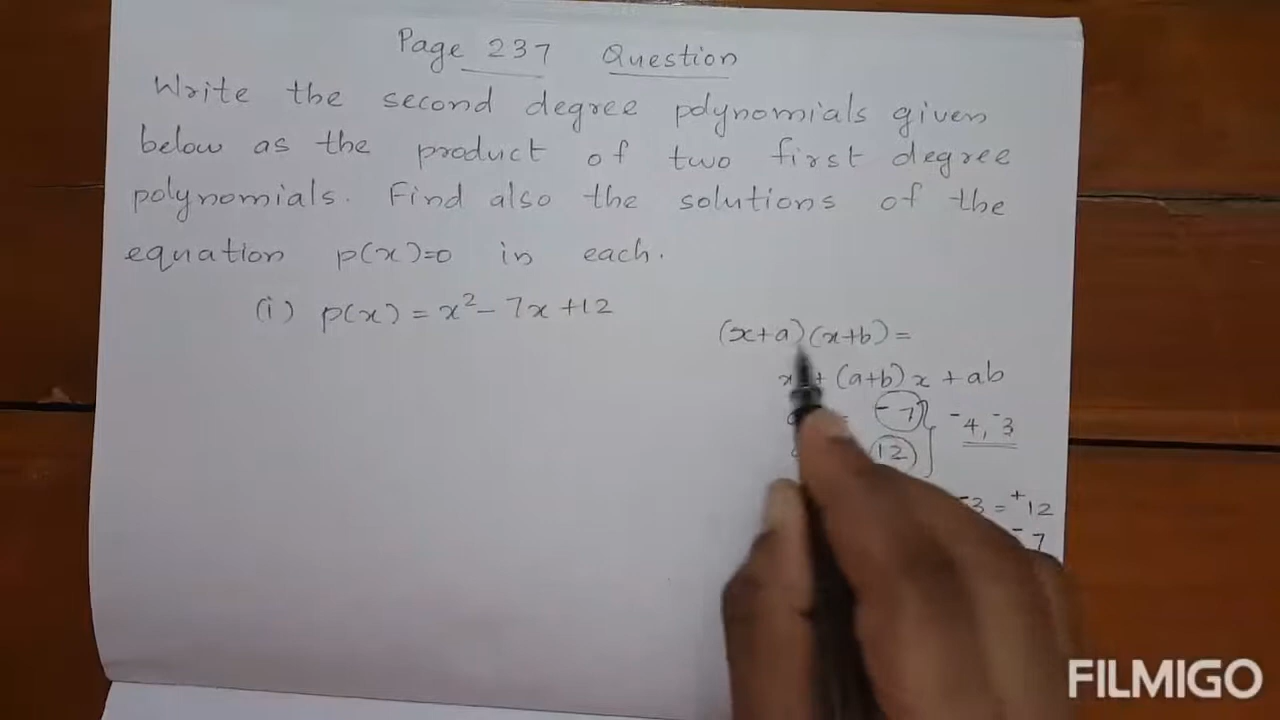 Page 237 Question
Write the second degree polynomials given
below as the product of two first degree
polynomials. Find also the solutions of the
equation p(x)=0 in each.
(i) p(x) = x² - 7x +12
(x+a)(x+b) =
x + (a+b) x + ab
-7
-4, -3
12
-3 = +12
-7
FILMIGO